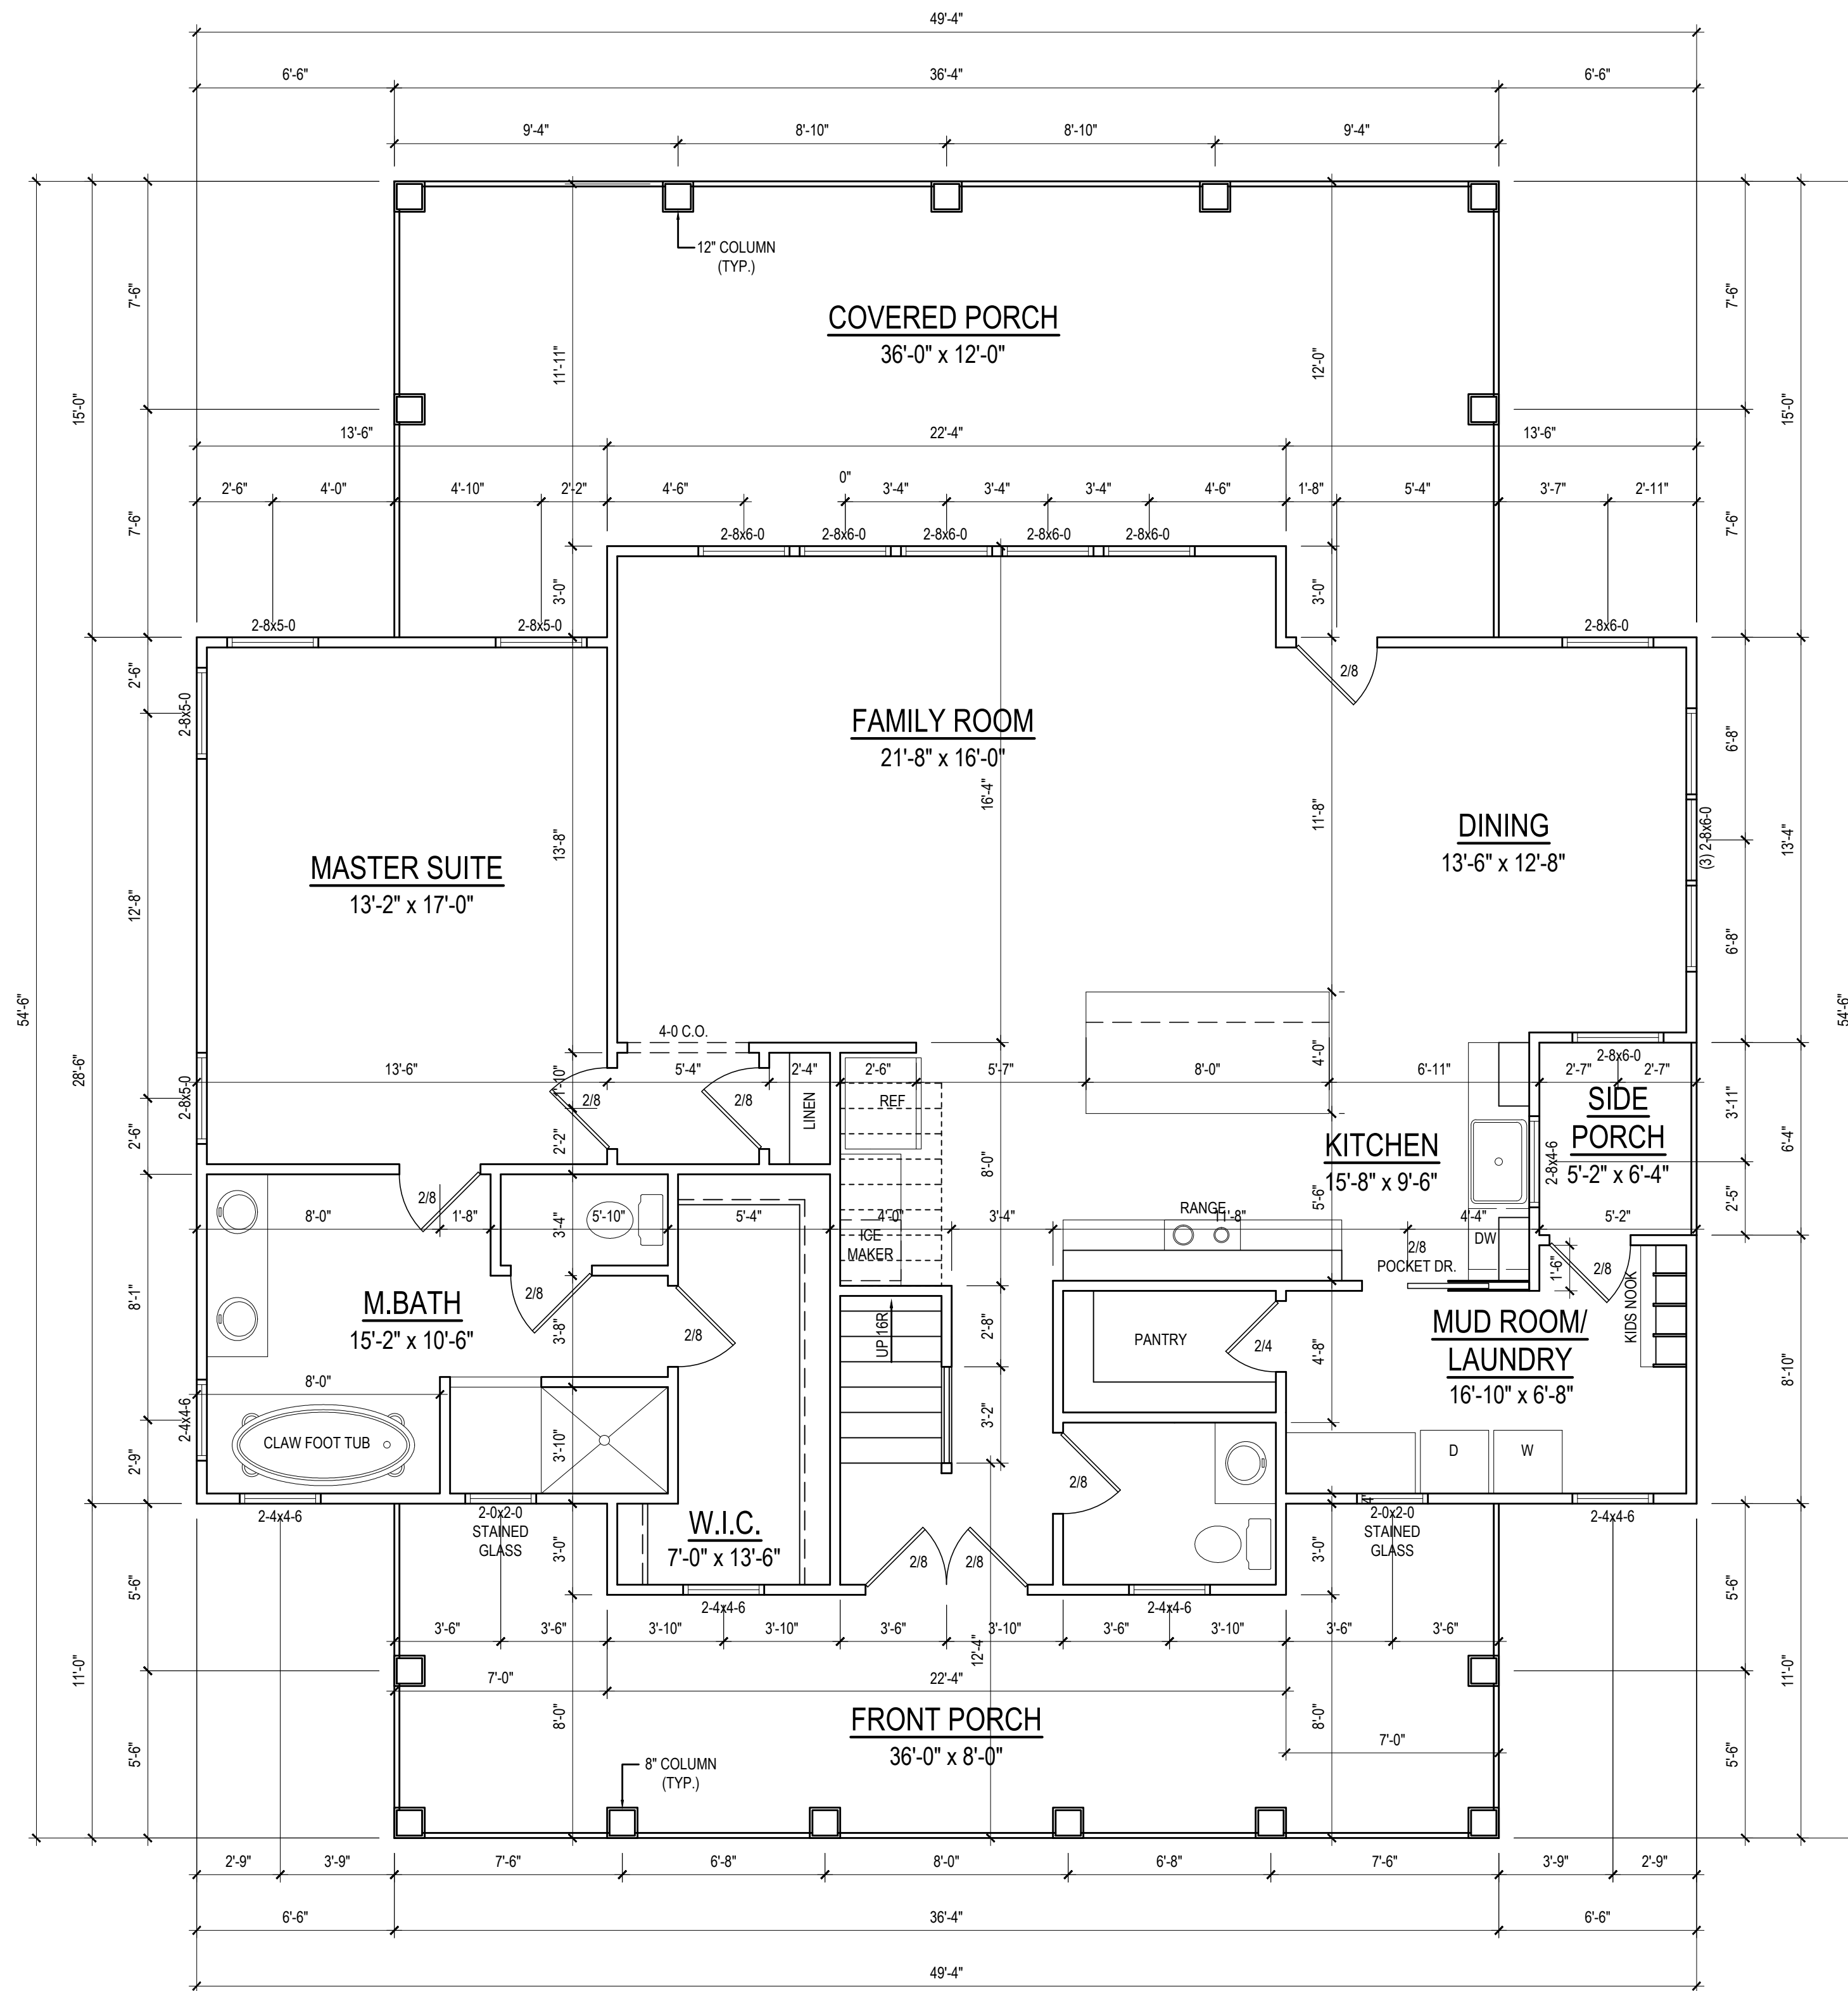 49'-4"
6'-6" 36'-4" 6'-6"
9'-4" 8'-10" 8'-10" 9'-4"
12" COLUMN
(TYP.)
7'-6" 7'-6"
COVERED PORCH
36'-0" x 12'-0"
11'-11" 12'-0"
15'-0" 15'-0"
13'-6" 22'-4" 13'-6"
2'-6" 4'-0" 4'-10" 2'-2" 4'-6" 0" 3'-4" 3'-4" 3'-4" 4'-6" 1'-8" 5'-4" 3'-7" 2'-11"
7'-6" 7'-6"
2-8x6-0 2-8x6-0 2-8x6-0 2-8x6-0 2-8x6-0
3'-0" 3'-0"
2-8x5-0 2-8x5-0 2-8x6-0
2'-6" 2/8
2-8x5-0
FAMILY ROOM
21'-8" x 16'-0"
6'-8"
16'-4" 11'-8"
DINING
13'-6" x 12'-8"
(3) 2-8x6-0
13'-4"
13'-8"
MASTER SUITE
13'-2" x 17'-0"
12'-8"
6'-8"
54'-6" 54'-6"
28'-6"
4-0 C.O.
4'-0"
2-8x6-0
13'-6" 5'-4" 2'-4" 2'-6" 5'-7" 8'-0" 6'-11" 2'-7" 2'-7"
1'-10"
2-8x5-0
2/8 2/8
LINEN
REF
SIDE
PORCH
5'-2" x 6'-4"
3'-11"
6'-4"
2'-6" 2'-2"
8'-0"
KITCHEN
15'-8" x 9'-6"
5'-6"
2-8x4-6
2'-5"
2/8
8'-0" 1'-8" 5'-10" 5'-4" 4'-0" 3'-4" 11'-8" 4'-4" 5'-2"
3'-4"
RANGE
ICE
MAKER
DW
2/8
POCKET DR.
1'-6"
2/8
KIDS NOOK
8'-1"
M.BATH
15'-2" x 10'-6"
2/8
3'-8"
2/8
UP 16R
2'-8"
PANTRY
2/4
4'-8"
MUD ROOM/
LAUNDRY
16'-10" x 6'-8"
8'-10"
8'-0"
2-4x4-6
3'-2"
CLAW FOOT TUB
3'-10"
2'-9"
D W
2/8
4"
2-4x4-6
2-0x2-0
STAINED
GLASS
W.I.C.
7'-0" x 13'-6"
2-0x2-0
STAINED
GLASS
2-4x4-6
3'-0" 3'-0"
2/8 2/8
5'-6" 5'-6"
2-4x4-6 2-4x4-6
3'-6" 3'-6" 3'-10" 3'-10" 3'-6" 3'-10" 3'-6" 3'-10" 3'-6" 3'-6"
12'-4"
11'-0" 11'-0"
7'-0" 22'-4"
8'-0" 8'-0"
FRONT PORCH
36'-0" x 8'-0"
7'-0"
5'-6" 5'-6"
8" COLUMN
(TYP.)
2'-9" 3'-9" 7'-6" 6'-8" 8'-0" 6'-8" 7'-6" 3'-9" 2'-9"
6'-6" 36'-4" 6'-6"
49'-4"